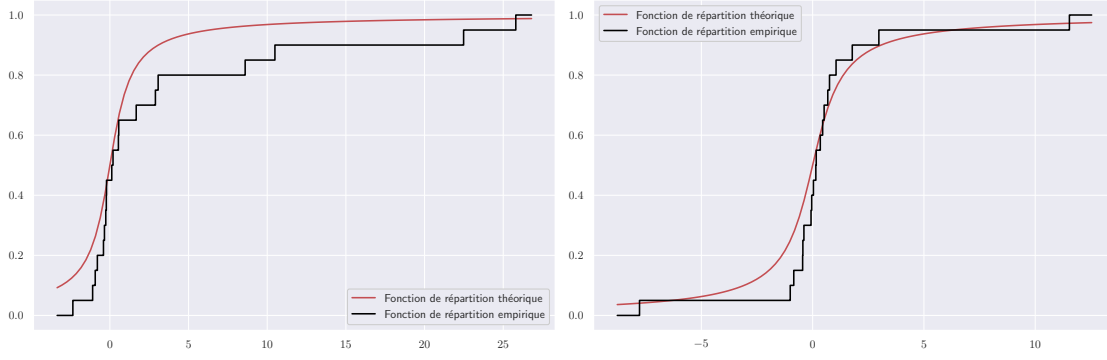 1.0
0.8
0.6
0.4
0.2
0.0
0 5 10 15 20 25
Fonction de répartition théorique
Fonction de répartition empirique
1.0
0.8
0.6
0.4
0.2
0.0
−5 0 5 10
Fonction de répartition théorique
Fonction de répartition empirique